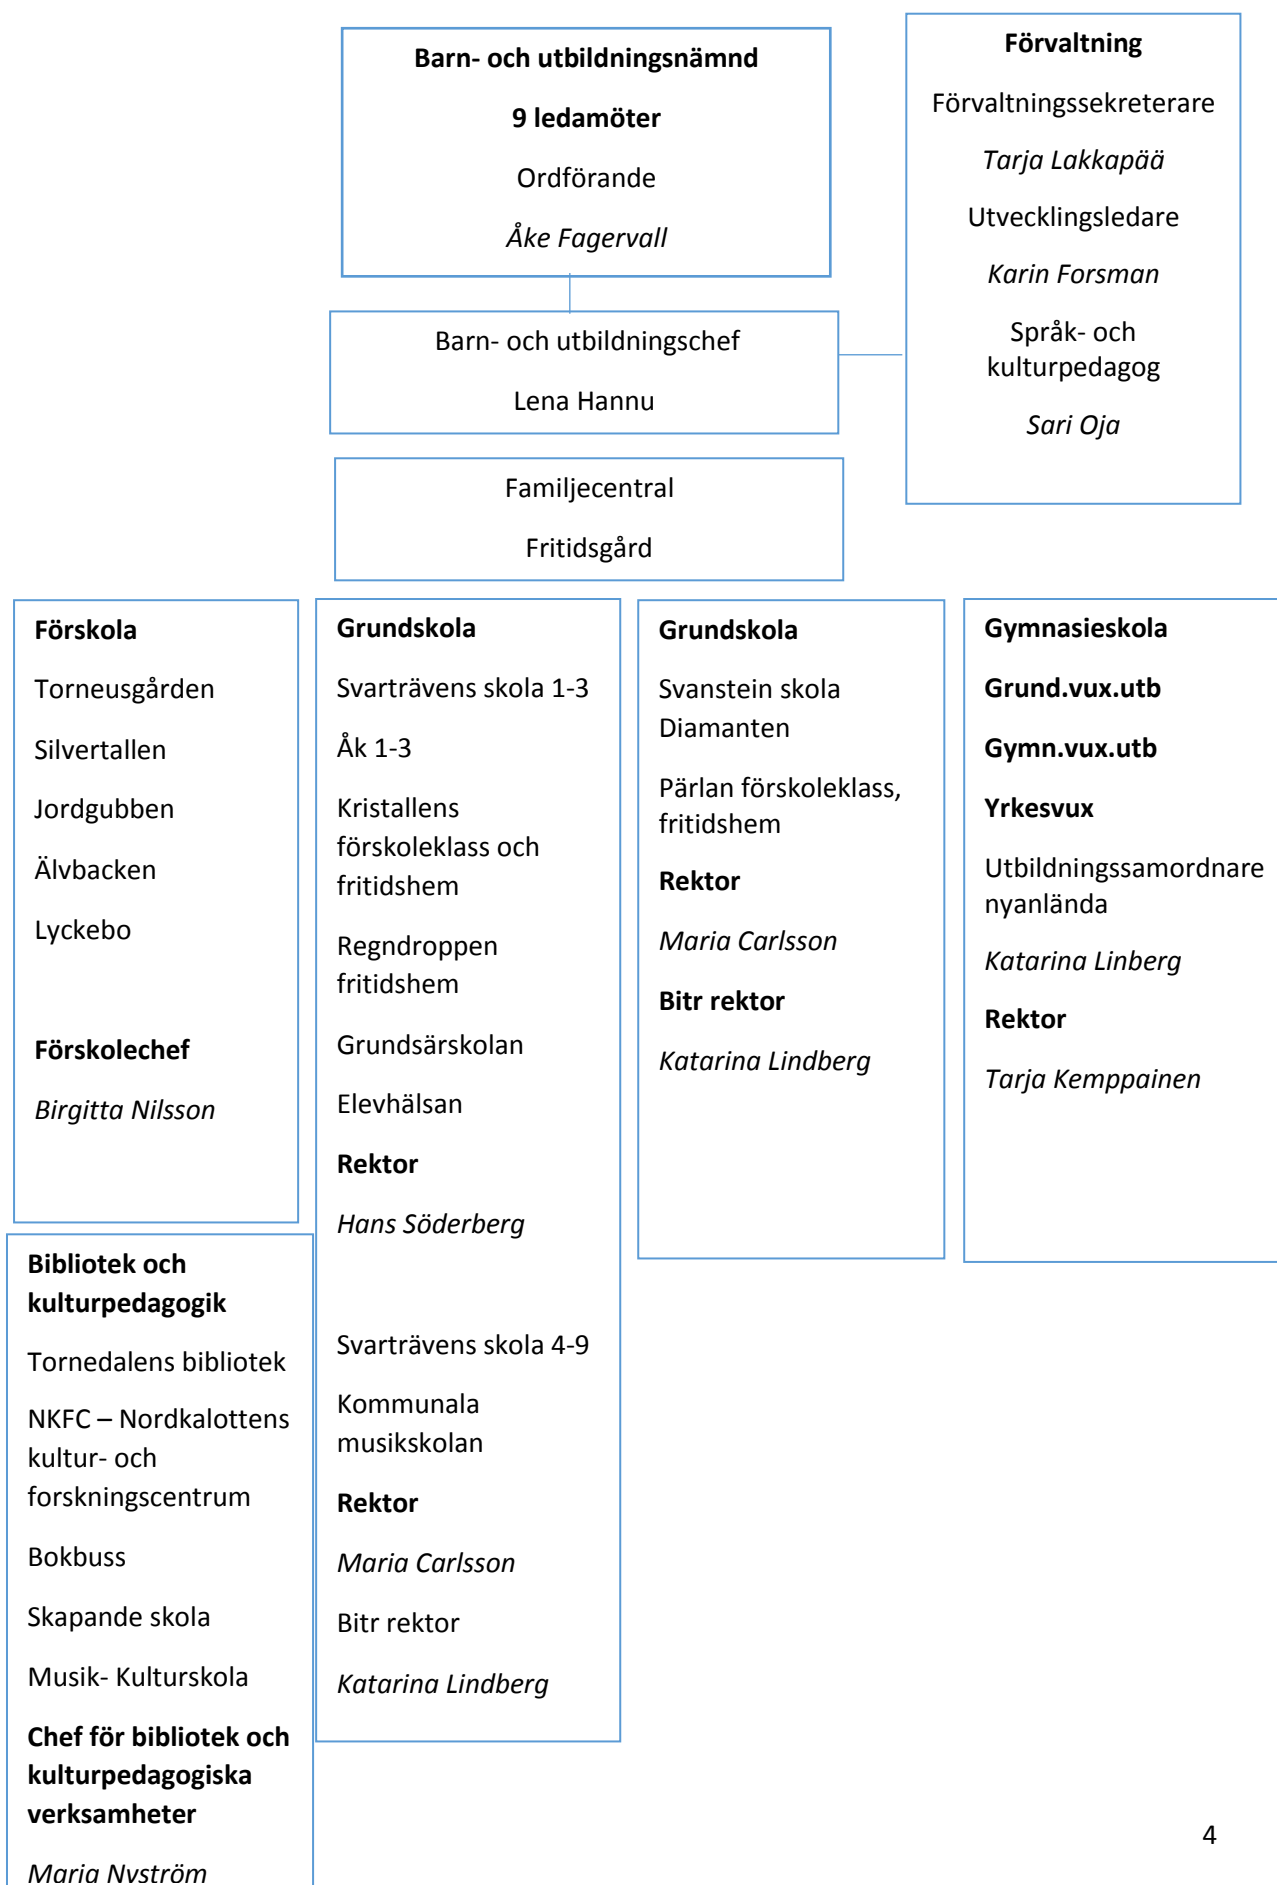 Barn- och utbildningsnämnd
9 ledamöter
Ordförande
Åke Fagervall
Förvaltning
Förvaltningssekreterare
Tarja Lakkapää
Utvecklingsledare
Karin Forsman
Språk- och
kulturpedagog
Sari Oja
Barn- och utbildningschef
Lena Hannu
Familjecentral
Fritidsgård
Förskola
Torneusgården
Silvertallen
Jordgubben
Älvbacken
Lyckebo
Förskolechef
Birgitta Nilsson
Grundskola
Svarträvens skola 1-3
Åk 1-3
Kristallens
förskoleklass och
fritidshem
Regndroppen
fritidshem
Grundsärskolan
Elevhälsan
Rektor
Hans Söderberg
Svarträvens skola 4-9
Kommunala
musikskolan
Rektor
Maria Carlsson
Bitr rektor
Katarina Lindberg
Grundskola
Svanstein skola
Diamanten
Pärlan förskoleklass,
fritidshem
Rektor
Maria Carlsson
Bitr rektor
Katarina Lindberg
Gymnasieskola
Grund.vux.utb
Gymn.vux.utb
Yrkesvux
Utbildningssamordnare
nyanlända
Katarina Linberg
Rektor
Tarja Kemppainen
Bibliotek och
kulturpedagogik
Tornedalens bibliotek
NKFC – Nordkalottens
kultur- och
forskningscentrum
Bokbuss
Skapande skola
Musik- Kulturskola
Chef för bibliotek och
kulturpedagogiska
verksamheter
Maria Nyström
4